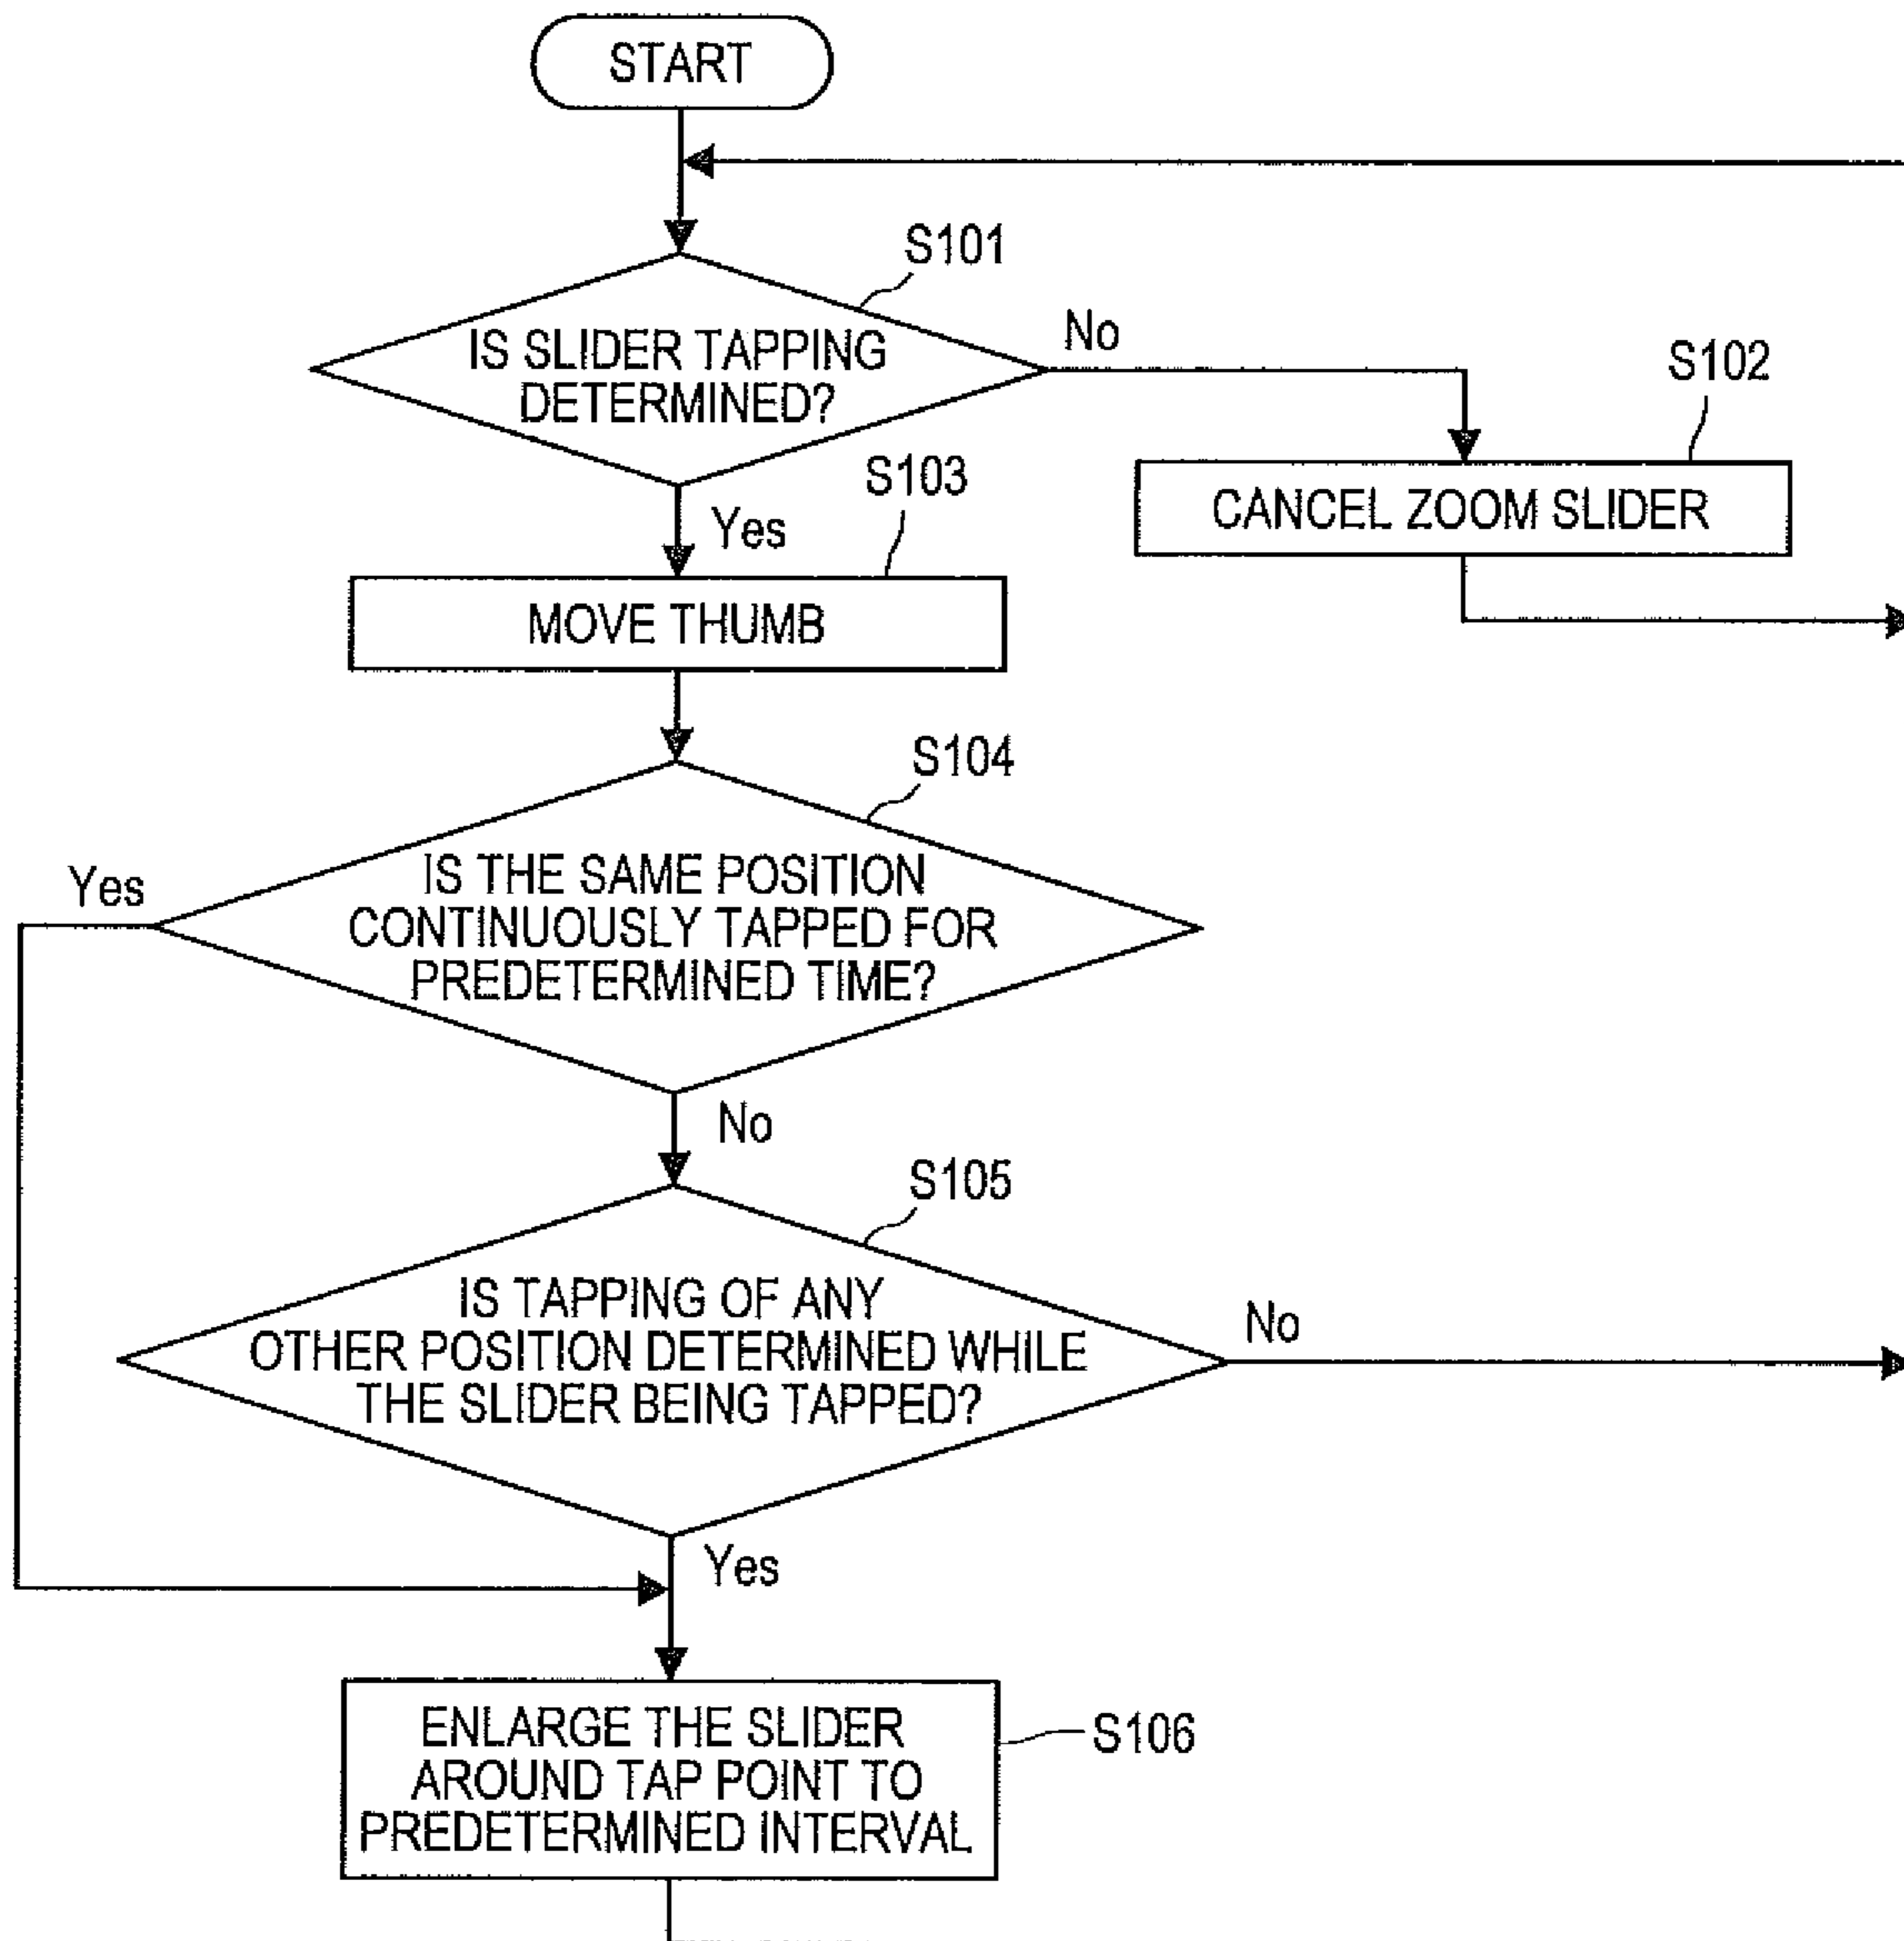 START
S101
IS SLIDER TAPPING
DETERMINED?
No
S102
CANCEL ZOOM SLIDER
Yes
S103
MOVE THUMB
S104
IS THE SAME POSITION
CONTINUOUSLY TAPPED FOR
PREDETERMINED TIME?
Yes
No
S105
IS TAPPING OF ANY
OTHER POSITION DETERMINED WHILE
THE SLIDER BEING TAPPED?
No
Yes
ENLARGE THE SLIDER
AROUND TAP POINT TO
PREDETERMINED INTERVAL
S106